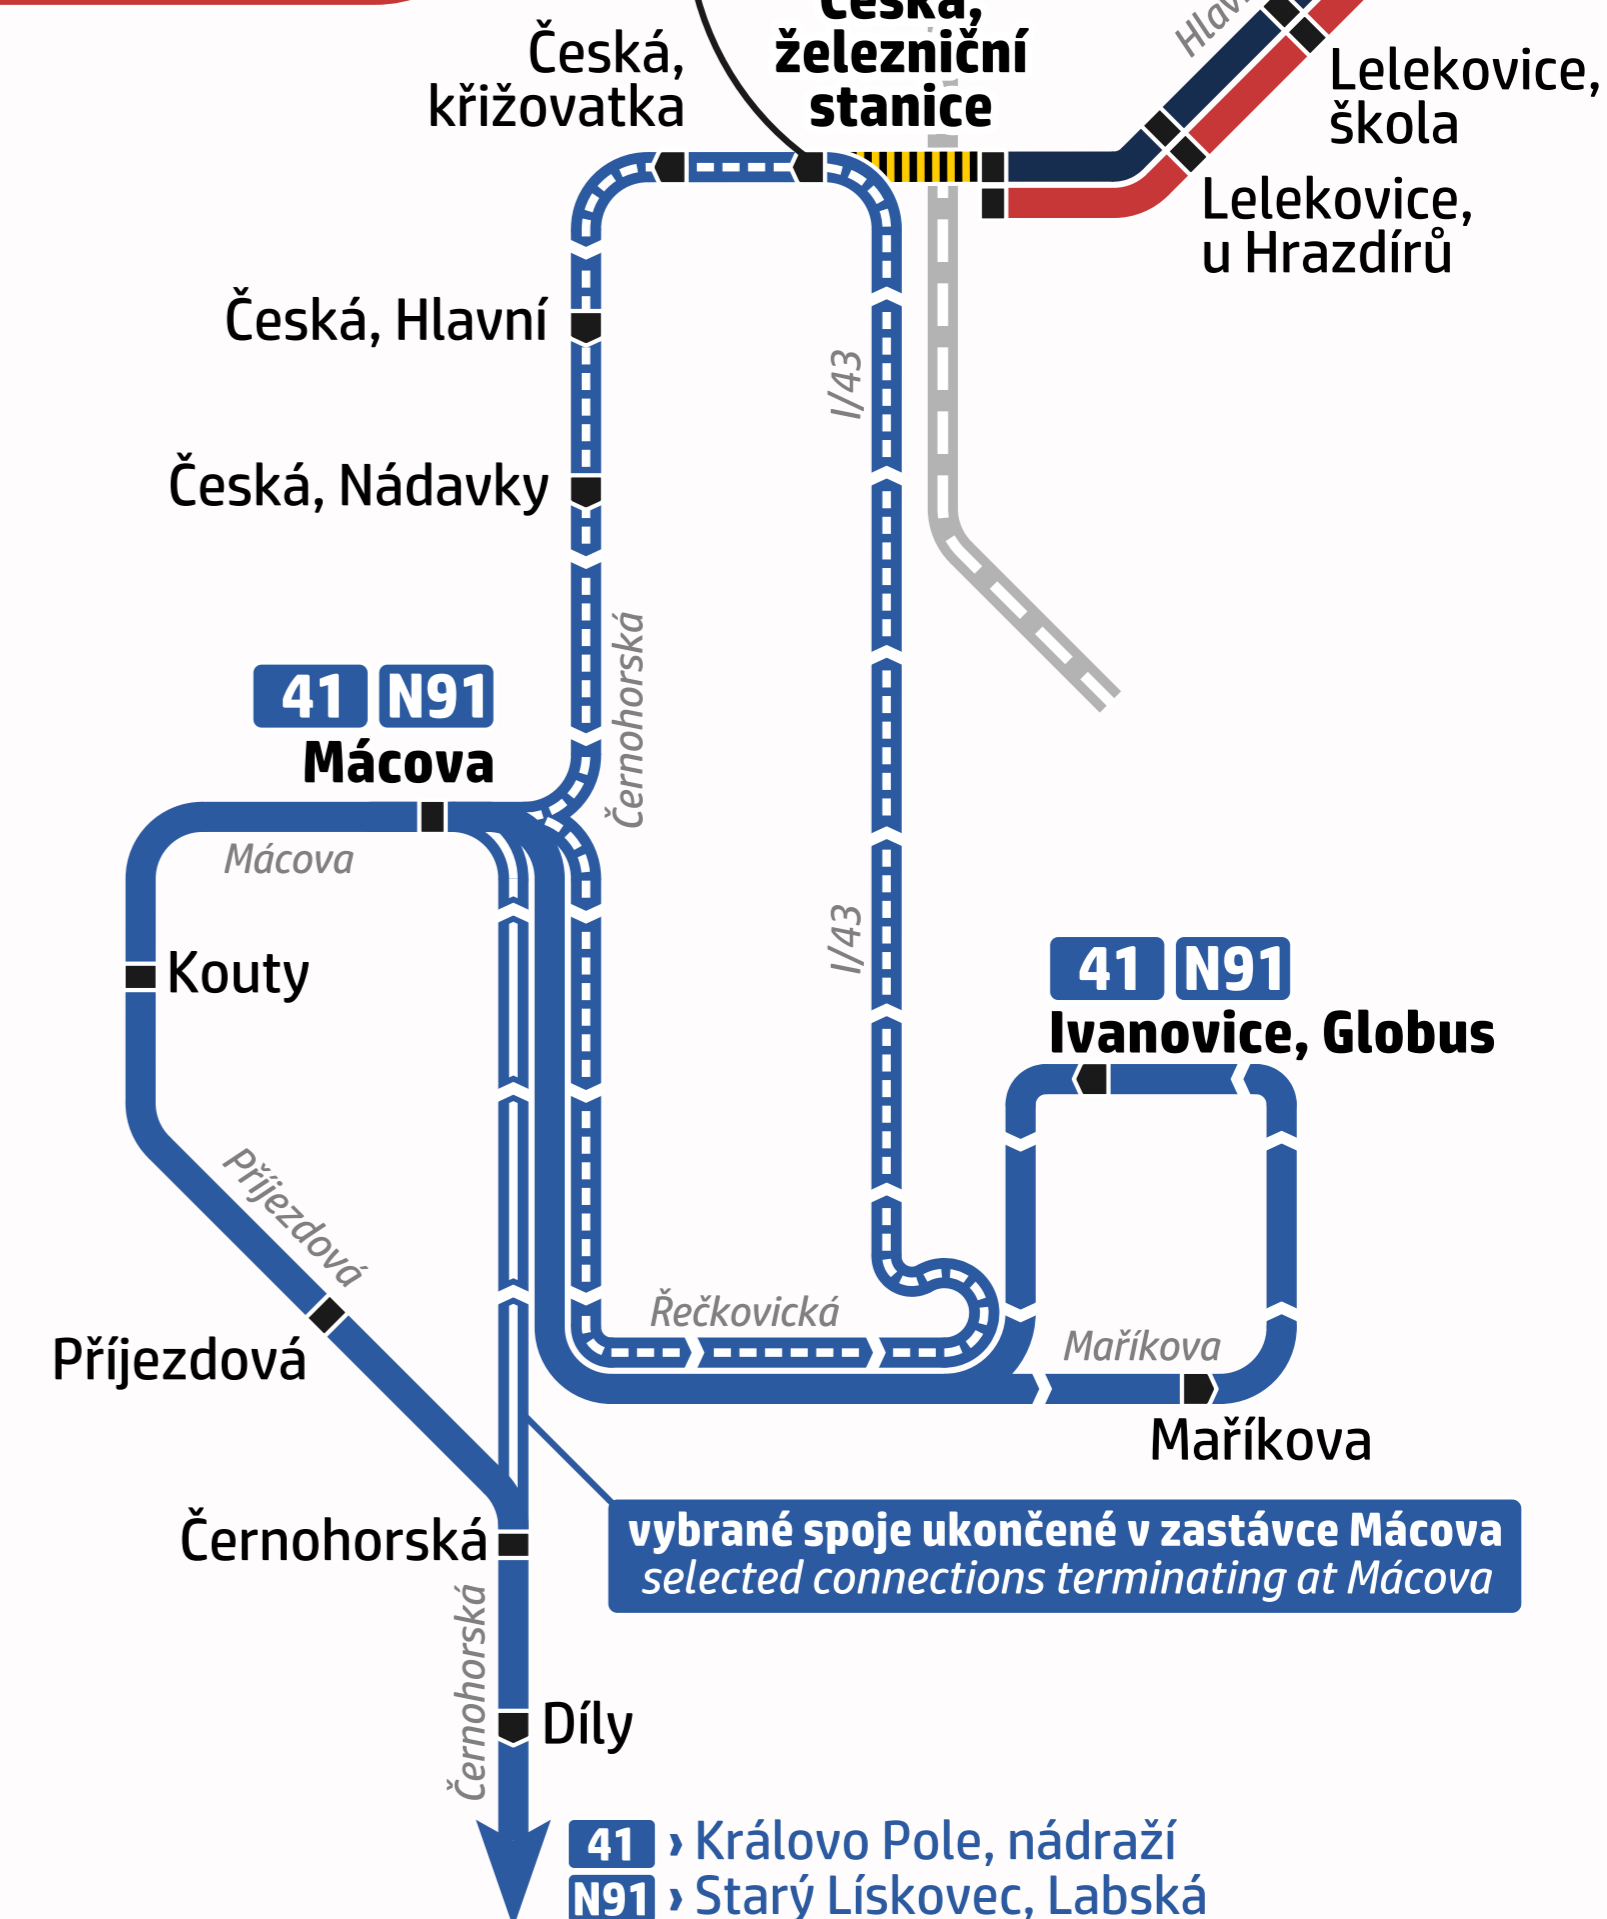 Česká,
křižovatka
Česká,
železniční
stanice
Lelekovice,
škola
Lelekovice,
u Hrazdírů
Česká, Hlavní
I/43
Česká, Nádavky
Černohorská
41 N91
Mácova
Mácova
Kouty
I/43
41 N91
Ivanovice, Globus
Příjezdová
Řečkovická
Maříkova
Příjezdová
Maříkova
vybrané spoje ukončené v zastávce Mácova
selected connections terminating at Mácova
Černohorská
Černohorská
Díly
41 › Královo Pole, nádraží
N91 › Starý Lískovec, Labská